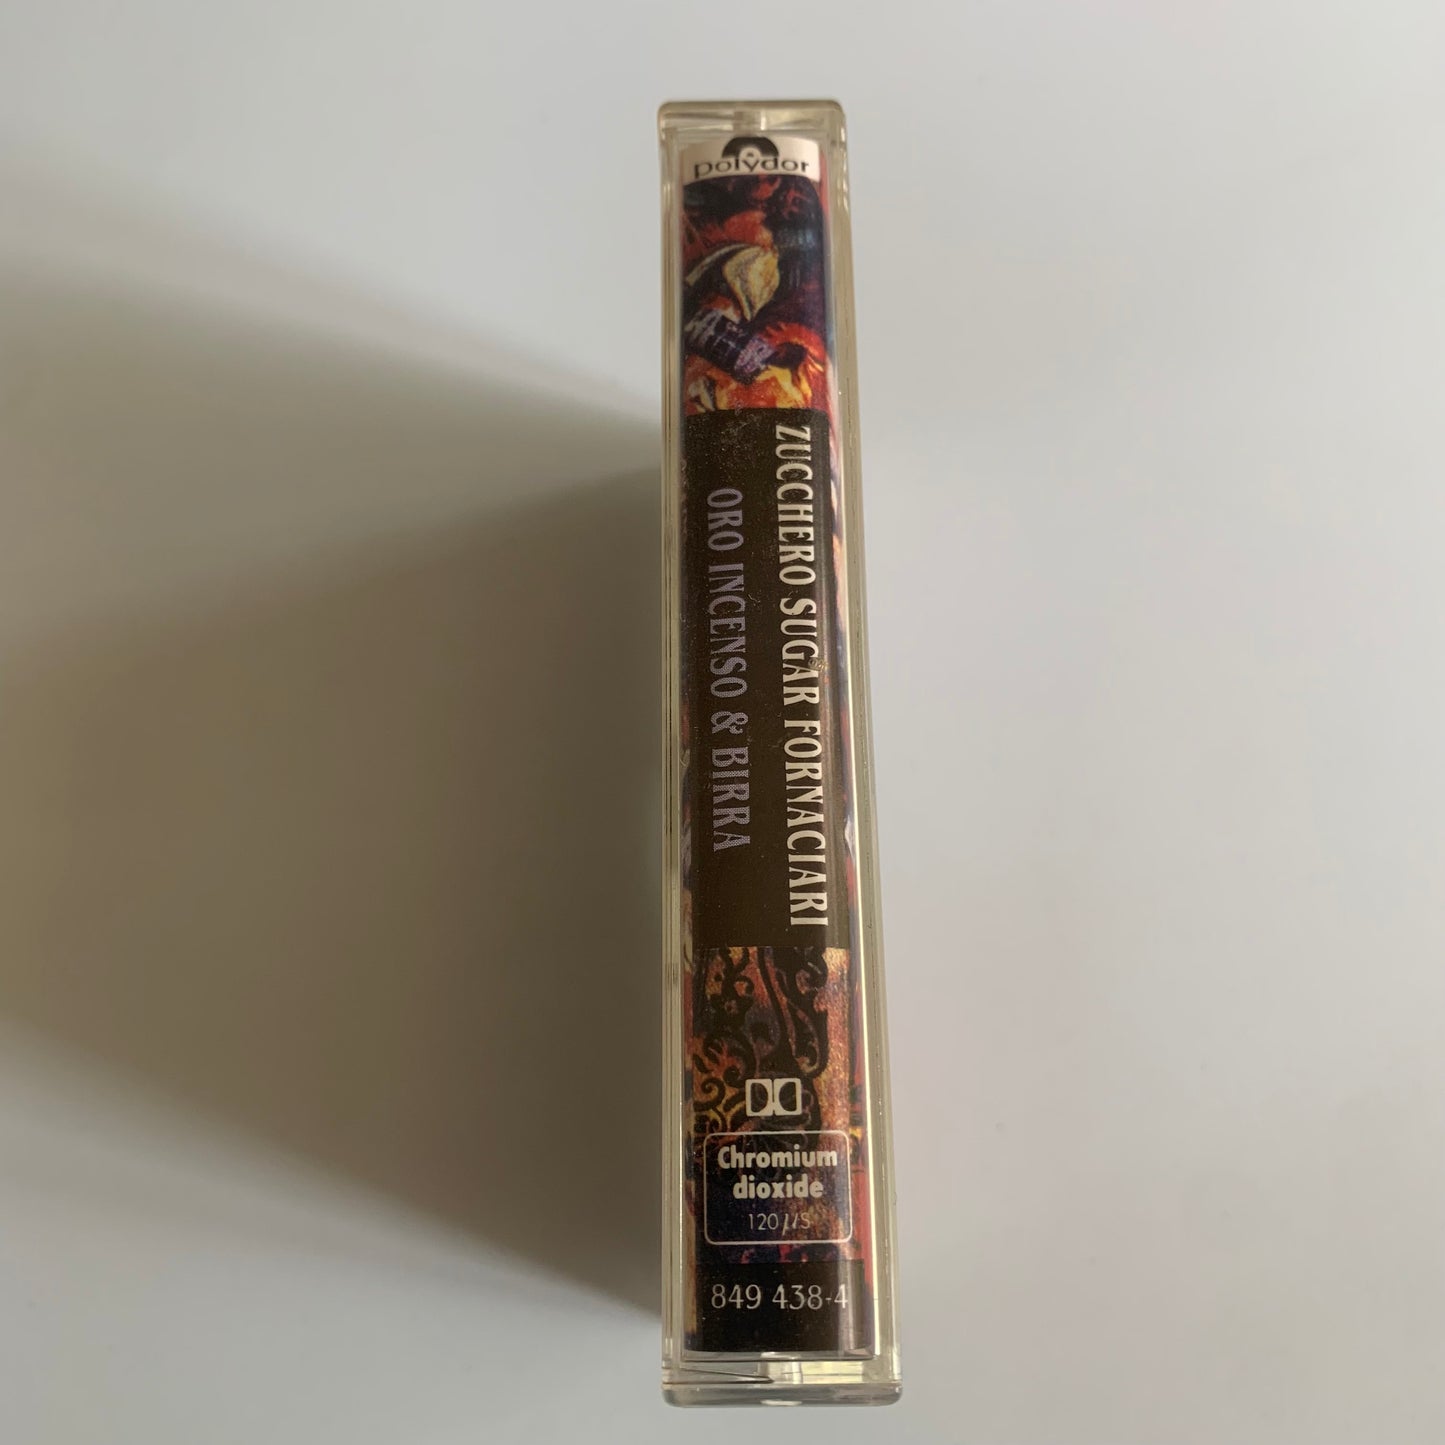 polydor
ZUCCHERO SUGAR FORNACIARI
ORO INCENSO & BIRRA
Chromium
dioxide
120 µs
849 438-4